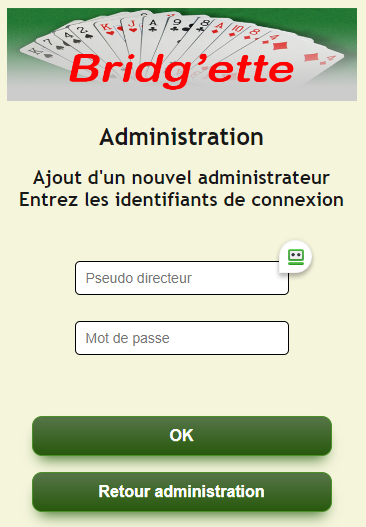 Bridg'ette
Administration
Ajout d'un nouvel administrateur
Entrez les identifiants de connexion
Pseudo directeur
Mot de passe
OK
Retour administration